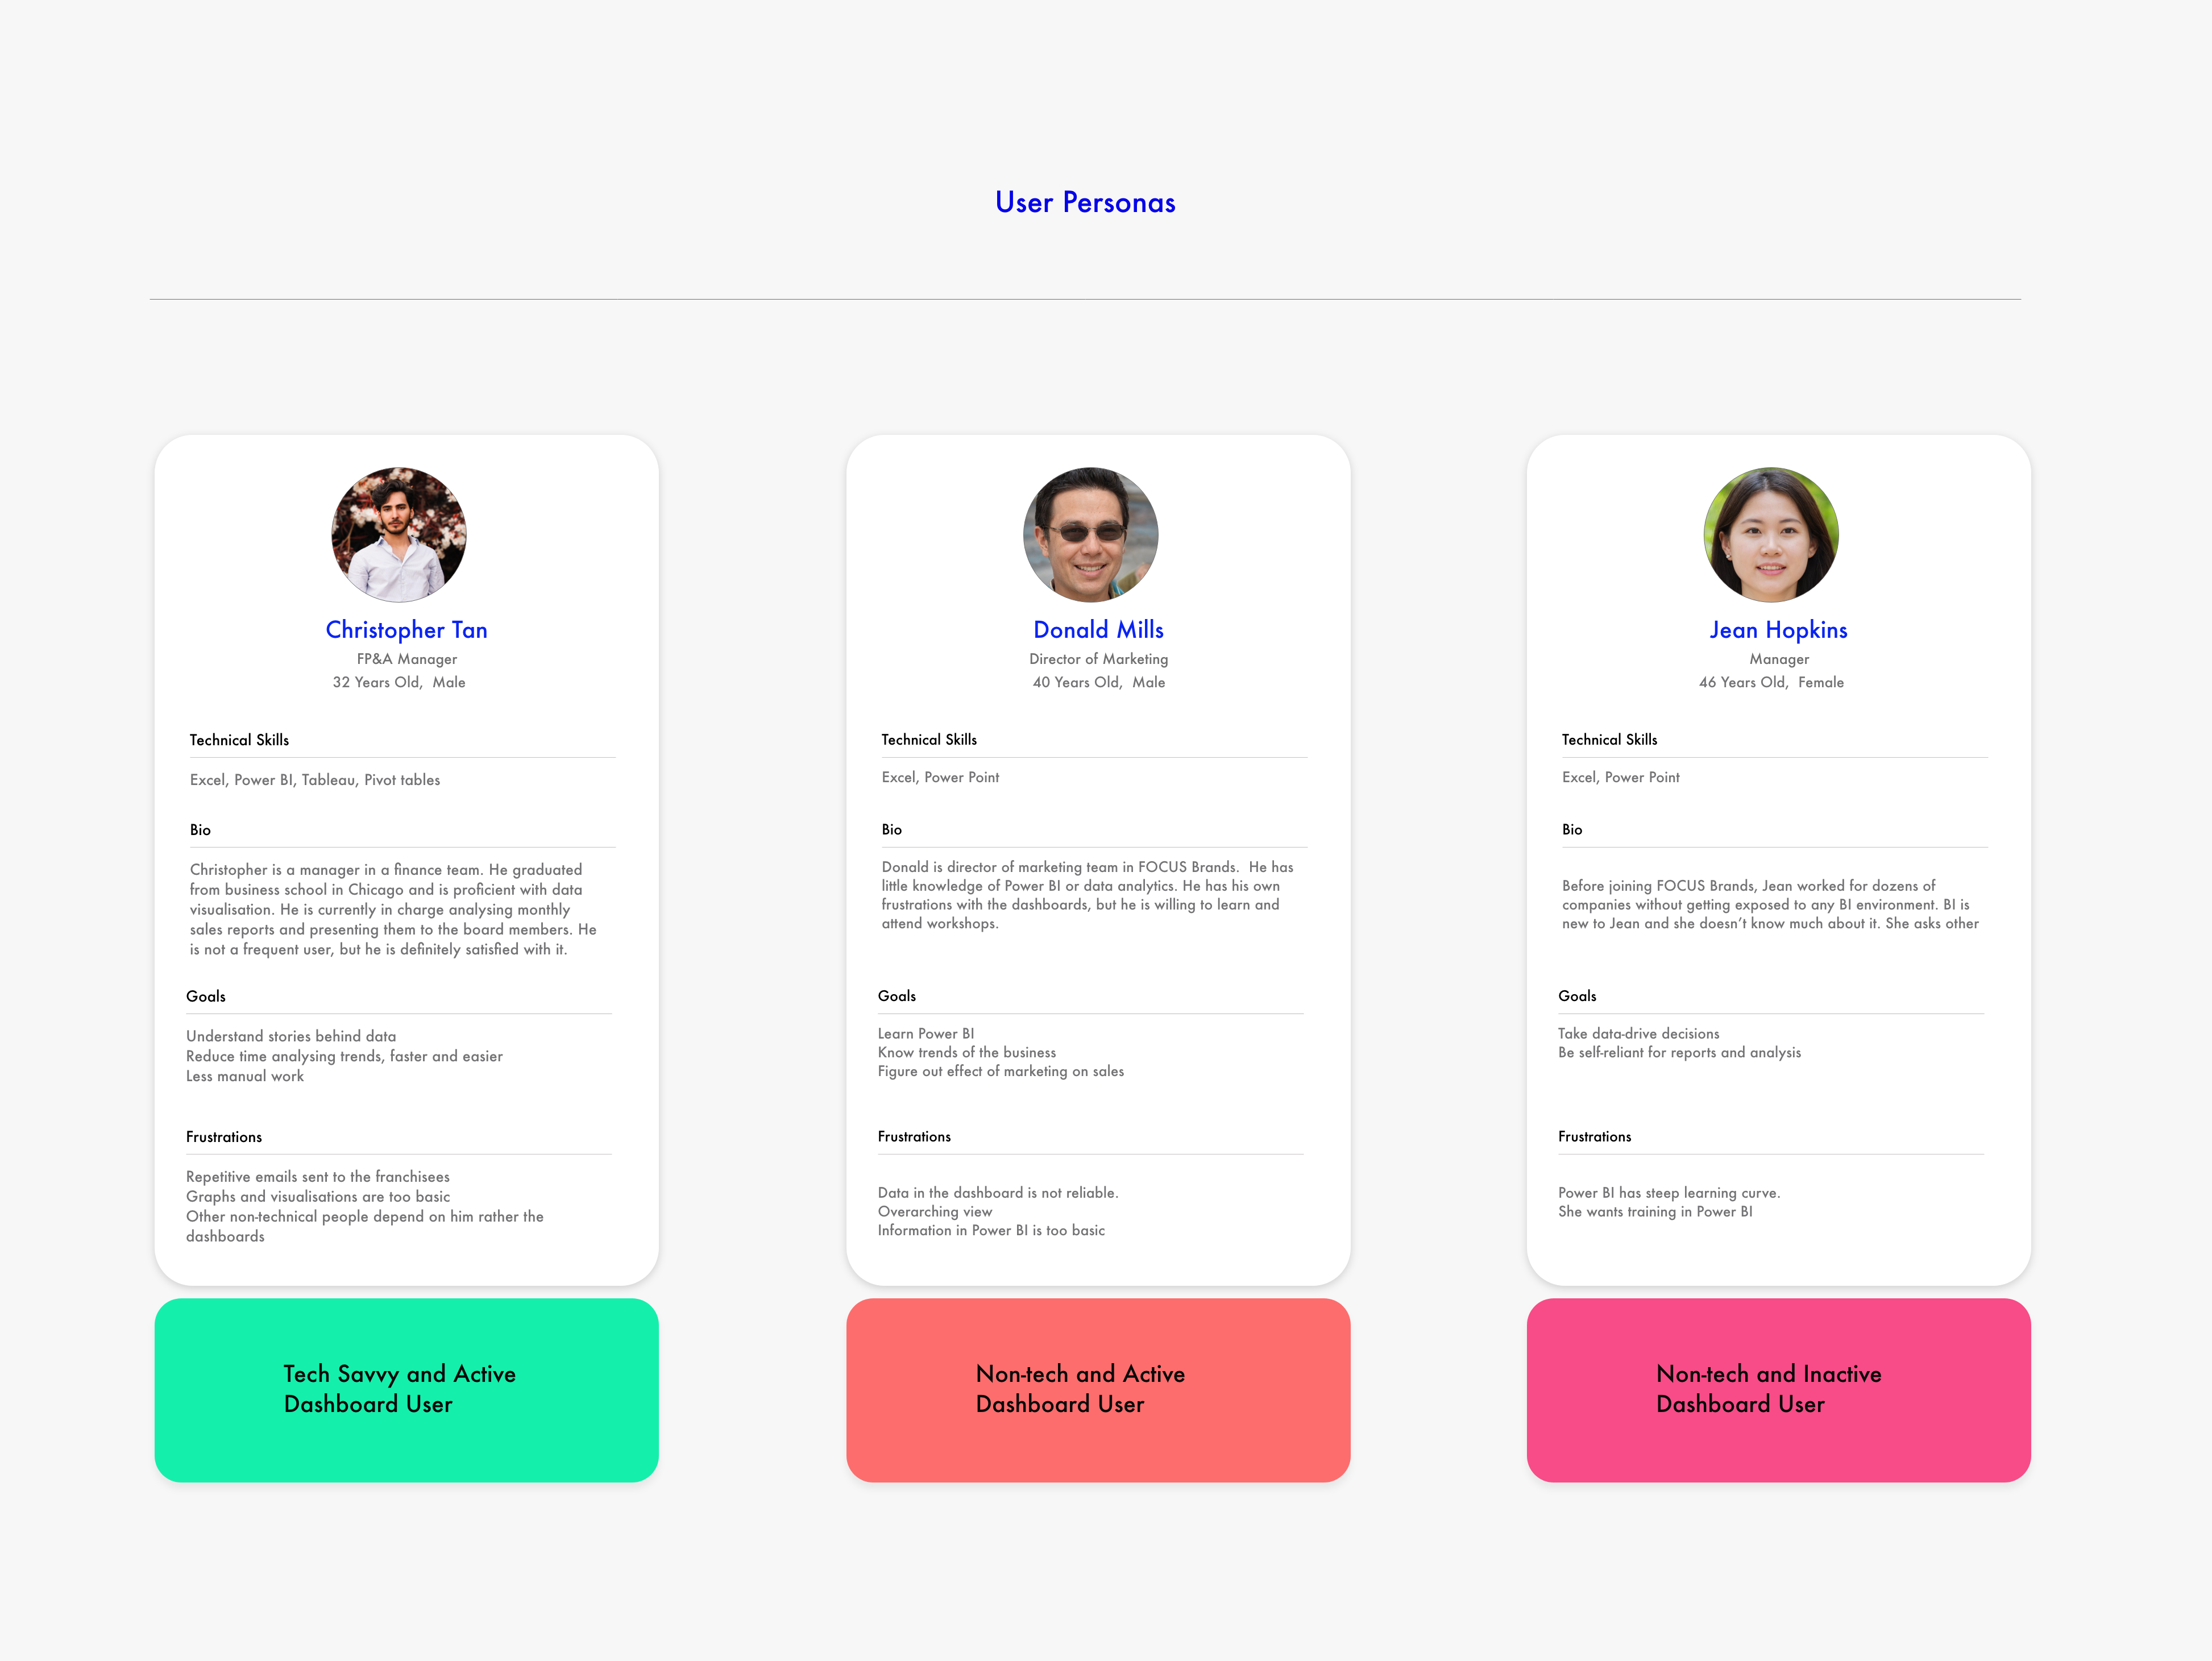 User Personas
Christopher Tan
FP&A Manager
32 Years Old,  Male
Technical Skills
Excel, Power BI, Tableau, Pivot tables
Bio
Christopher is a manager in a finance team. He graduated
from business school in Chicago and is proficient with data
visualisation. He is currently in charge analysing monthly
sales reports and presenting them to the board members. He
is not a frequent user, but he is definitely satisfied with it.
Goals
Understand stories behind data
Reduce time analysing trends, faster and easier
Less manual work
Frustrations
Repetitive emails sent to the franchisees
Graphs and visualisations are too basic
Other non-technical people depend on him rather the
dashboards
Tech Savvy and Active
Dashboard User
Donald Mills
Director of Marketing
40 Years Old,  Male
Technical Skills
Excel, Power Point
Bio
Donald is director of marketing team in FOCUS Brands.  He has
little knowledge of Power BI or data analytics. He has his own
frustrations with the dashboards, but he is willing to learn and
attend workshops.
Goals
Learn Power BI
Know trends of the business
Figure out effect of marketing on sales
Frustrations
Data in the dashboard is not reliable.
Overarching view
Information in Power BI is too basic
Non-tech and Active
Dashboard User
Jean Hopkins
Manager
46 Years Old,  Female
Technical Skills
Excel, Power Point
Bio
Before joining FOCUS Brands, Jean worked for dozens of
companies without getting exposed to any BI environment. BI is
new to Jean and she doesn’t know much about it. She asks other
Goals
Take data-drive decisions
Be self-reliant for reports and analysis
Frustrations
Power BI has steep learning curve.
She wants training in Power BI
Non-tech and Inactive
Dashboard User